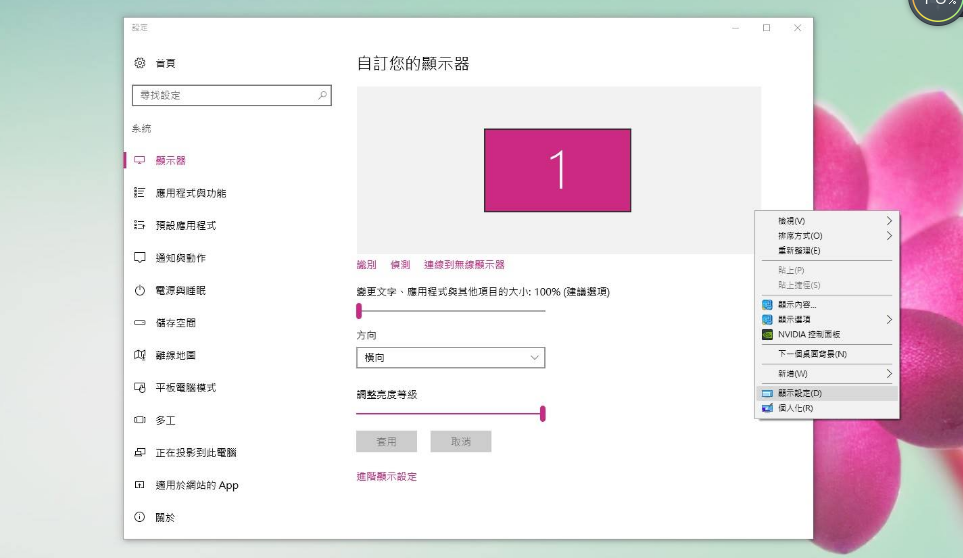 設定
首頁
自訂您的顯示器
尋找設定
系統
顯示器
應用程式與功能
預設應用程式
通知與動作
電源與睡眠
儲存空間
離線地圖
平板電腦模式
多工
正在投影到此電腦
適用於網站的 App
關於
1
識別 偵測 連線到無線顯示器
變更文字、應用程式與其他項目的大小: 100% (建議選項)
方向
橫向
調整亮度等級
套用 取消
進階顯示設定
檢視(V)
排序方式(O)
重新整理(E)
貼上(P)
貼上捷徑(S)
顯示內容...
顯示選項
NVIDIA 控制面板
下一個桌面背景(N)
新增(W)
顯示設定(D)
個人化(R)